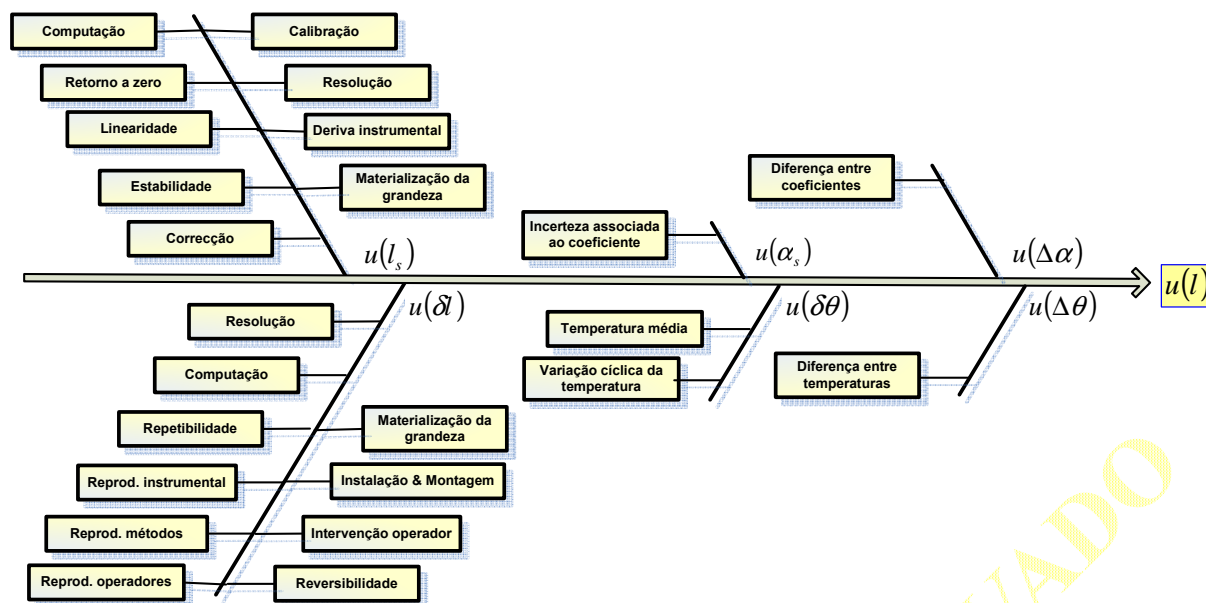 Computação
Calibração
Retorno a zero
Resolução
Linearidade
Deriva instrumental
Estabilidade
Materialização da
grandeza
Correcção
u(l_s)
Incerteza associada
ao coeficiente
u(α_s)
Diferença entre
coeficientes
u(Δα)
u(l)
u(δl)
Resolução
Computação
Repetibilidade
Materialização da
grandeza
Reprod. instrumental
Instalação & Montagem
Reprod. métodos
Intervenção operador
Reprod. operadores
Reversibilidade
u(δθ)
Temperatura média
Variação cíclica da
temperatura
u(Δθ)
Diferença entre
temperaturas
VADO